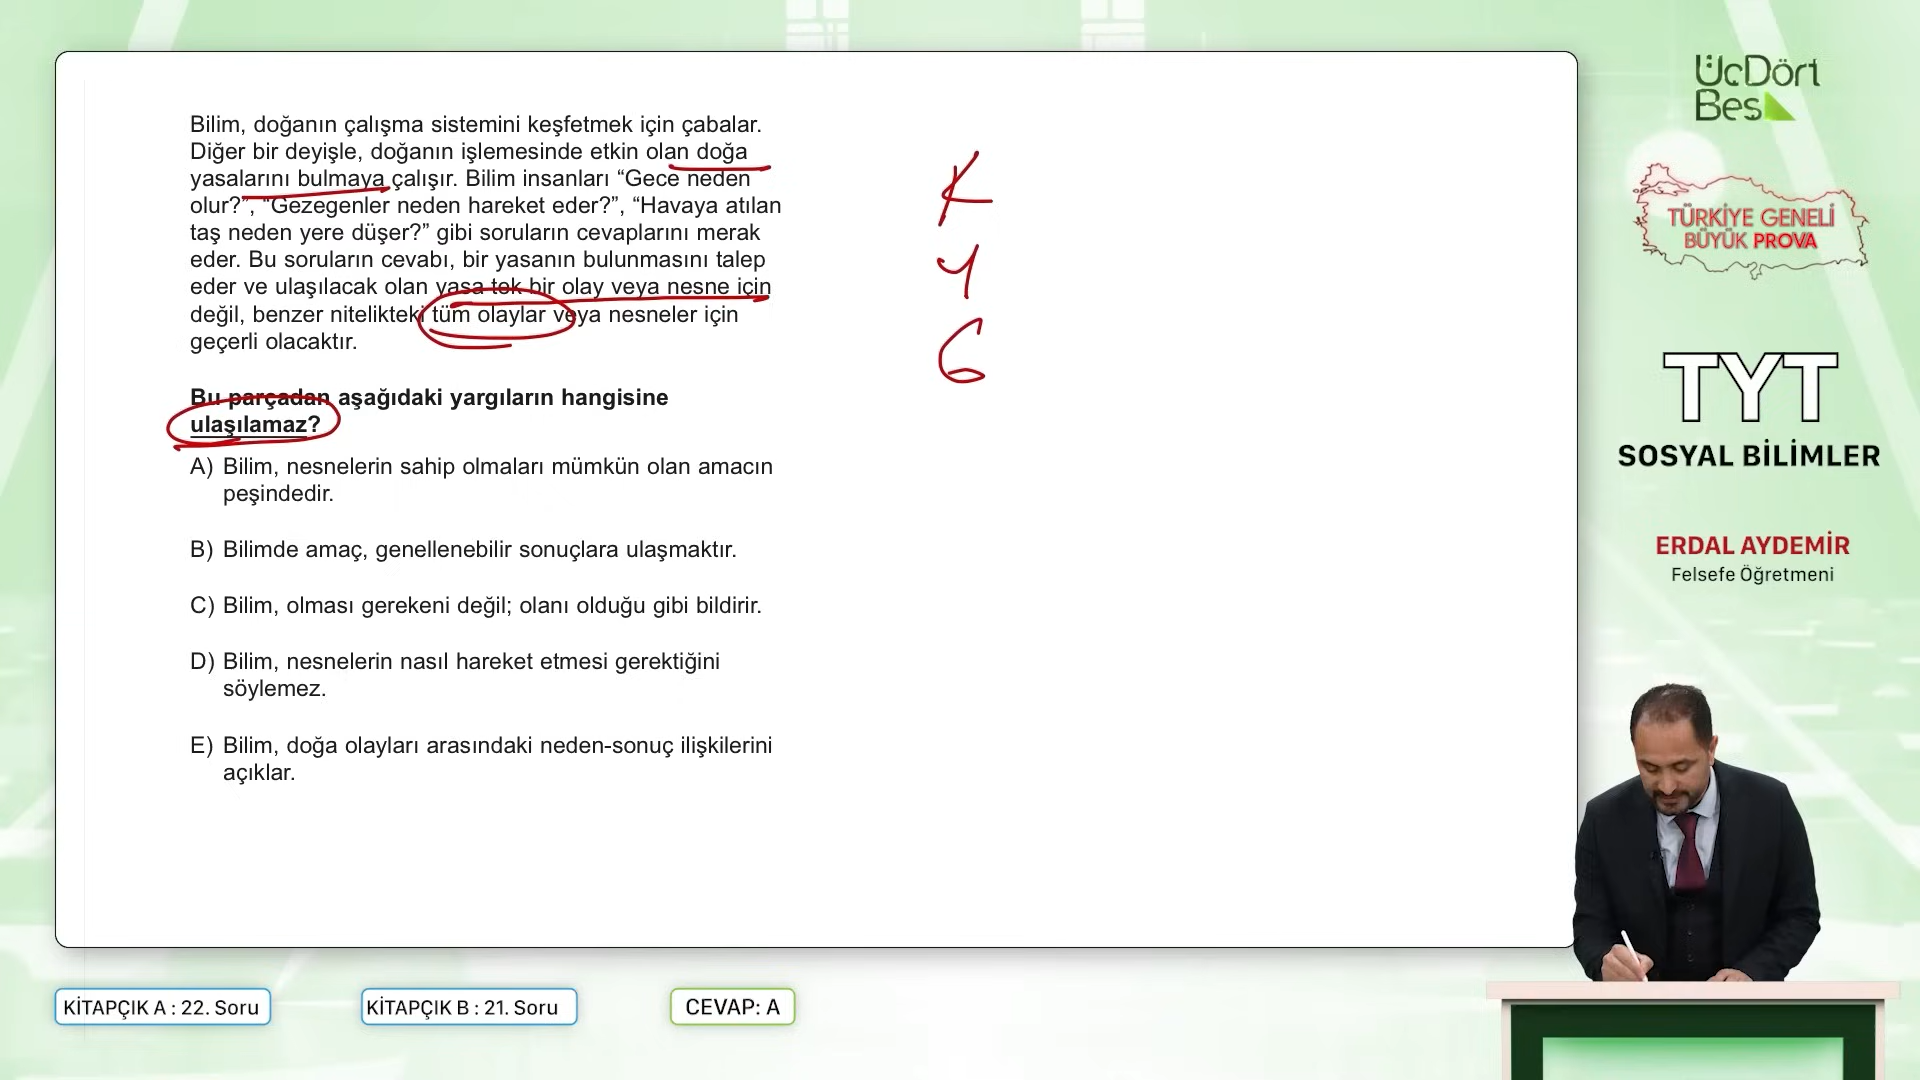 Bilim, doğanın çalışma sistemini keşfetmek için çabalar.
Diğer bir deyişle, doğanın işlemesinde etkin olan doğa
yasalarını bulmaya çalışır. Bilim insanları “Gece neden
olur?”, “Gezegenler neden hareket eder?”, “Havaya atılan
taş neden yere düşer?” gibi soruların cevaplarını merak
eder. Bu soruların cevabı, bir yasanın bulunmasını talep
eder ve ulaşılacak olan yasa tek bir olay veya nesne için
değil, benzer nitelikteki tüm olaylar veya nesneler için
geçerli olacaktır.
Bu parçadan aşağıdaki yargıların hangisine
ulaşılamaz?
A) Bilim, nesnelerin sahip olmaları mümkün olan amacın
peşindedir.
B) Bilimde amaç, genellenebilir sonuçlara ulaşmaktır.
C) Bilim, olması gerekeni değil; olanı olduğu gibi bildirir.
D) Bilim, nesnelerin nasıl hareket etmesi gerektiğini
söylemez.
E) Bilim, doğa olayları arasındaki neden-sonuç ilişkilerini
açıklar.
K
Y
G
ÜçDört
Beş
TÜRKİYE GENELİ
BÜYÜK PROVA
TYT
SOSYAL BİLİMLER
ERDAL AYDEMİR
Felsefe Öğretmeni
KİTAPÇIK A : 22. Soru
KİTAPÇIK B : 21. Soru
CEVAP: A